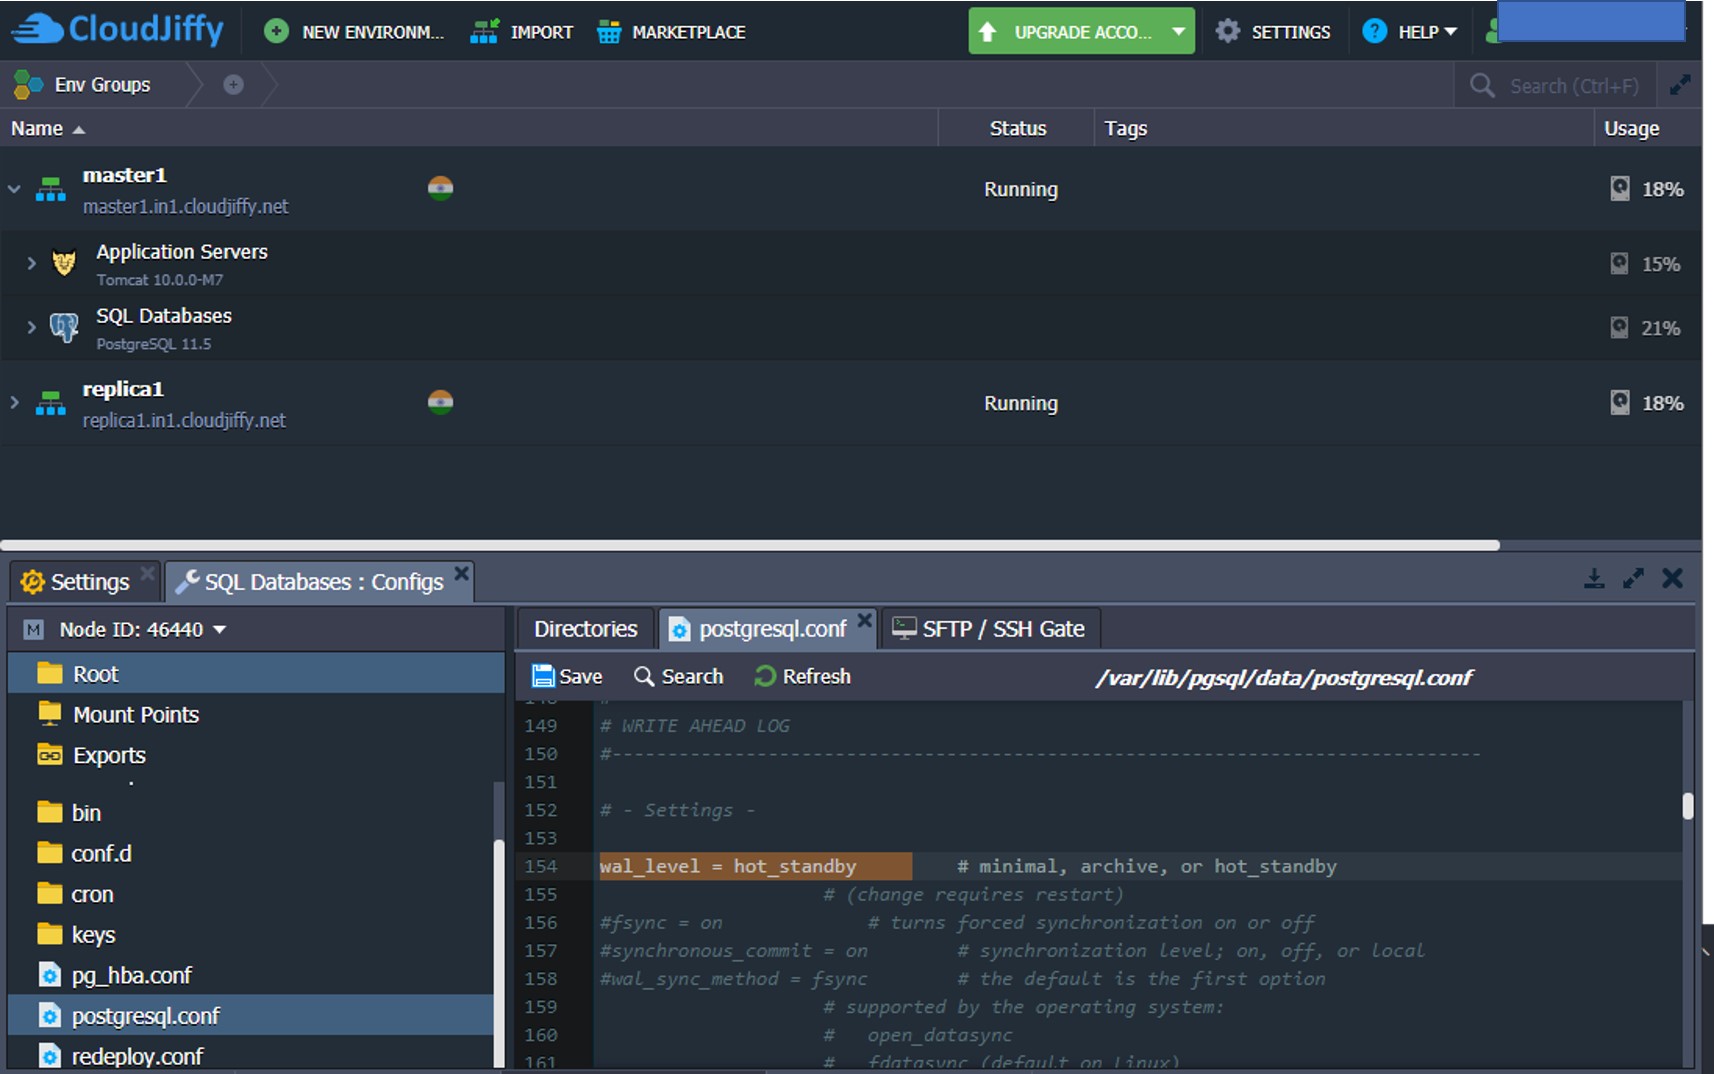 CloudJiffy
NEW ENVIRONM...
IMPORT
MARKETPLACE
UPGRADE ACCO...
SETTINGS
? HELP
Env Groups
Search (Ctrl+F)
Name
Status
Tags
Usage
master1
master1.in1.cloudjiffy.net
Running
18%
Application Servers
Tomcat 10.0.0-M7
15%
SQL Databases
PostgreSQL 11.5
21%
replica1
replica1.in1.cloudjiffy.net
Running
18%
Settings
SQL Databases : Configs
M Node ID: 46440
Root
Mount Points
Exports
bin
conf.d
cron
keys
pg_hba.conf
postgresql.conf
redeploy.conf
Directories
postgresql.conf
SFTP / SSH Gate
Save
Search
Refresh
/var/lib/pgsql/data/postgresql.conf
148 #
149 # WRITE AHEAD LOG
150 #------------------------------------------------------------------------------
151
152 # - Settings -
153
154 wal_level = hot_standby # minimal, archive, or hot_standby
155 # (change requires restart)
156 #fsync = on # turns forced synchronization on or off
157 #synchronous_commit = on # synchronization level; on, off, or local
158 #wal_sync_method = fsync # the default is the first option
159 # supported by the operating system:
160 # open_datasync
161 # fdatasync (default on Linux)